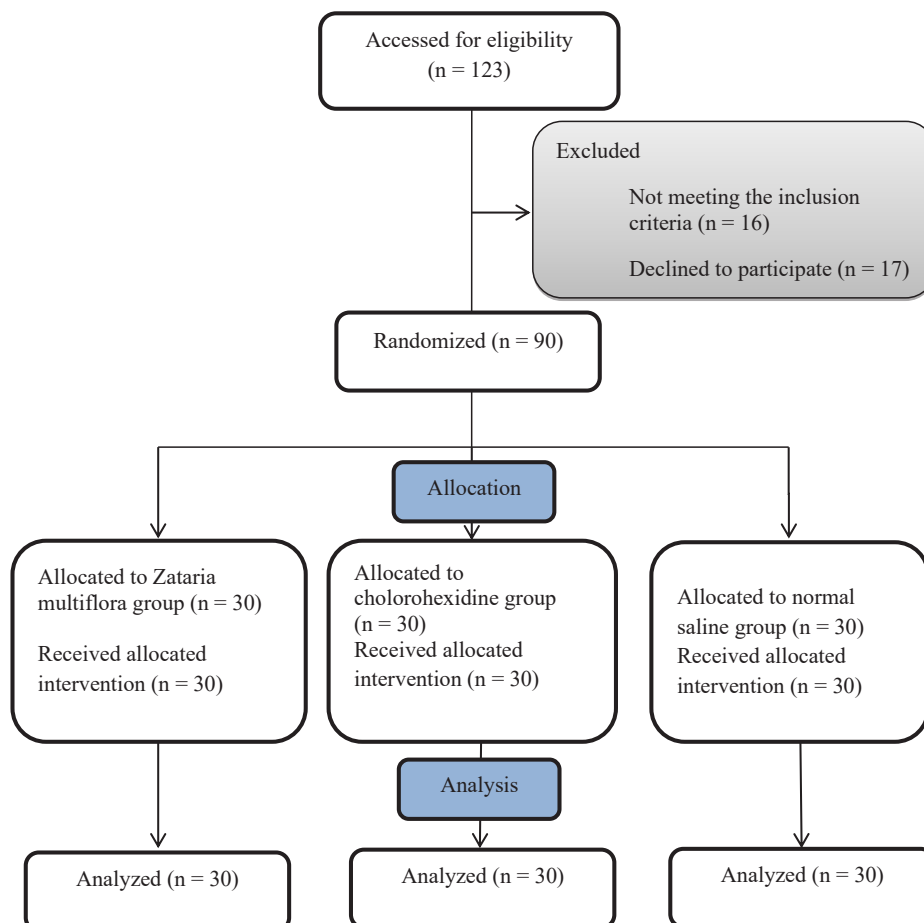 Accessed for eligibility
(n = 123)
Excluded
Not meeting the inclusion
criteria (n = 16)
Declined to participate (n = 17)
Randomized (n = 90)
Allocation
Allocated to Zataria
multiflora group (n = 30)
Received allocated
intervention (n = 30)
Allocated to
cholorohexidine group
(n = 30)
Received allocated
intervention (n = 30)
Allocated to normal
saline group (n = 30)
Received allocated
intervention (n = 30)
Analysis
Analyzed (n = 30)
Analyzed (n = 30)
Analyzed (n = 30)